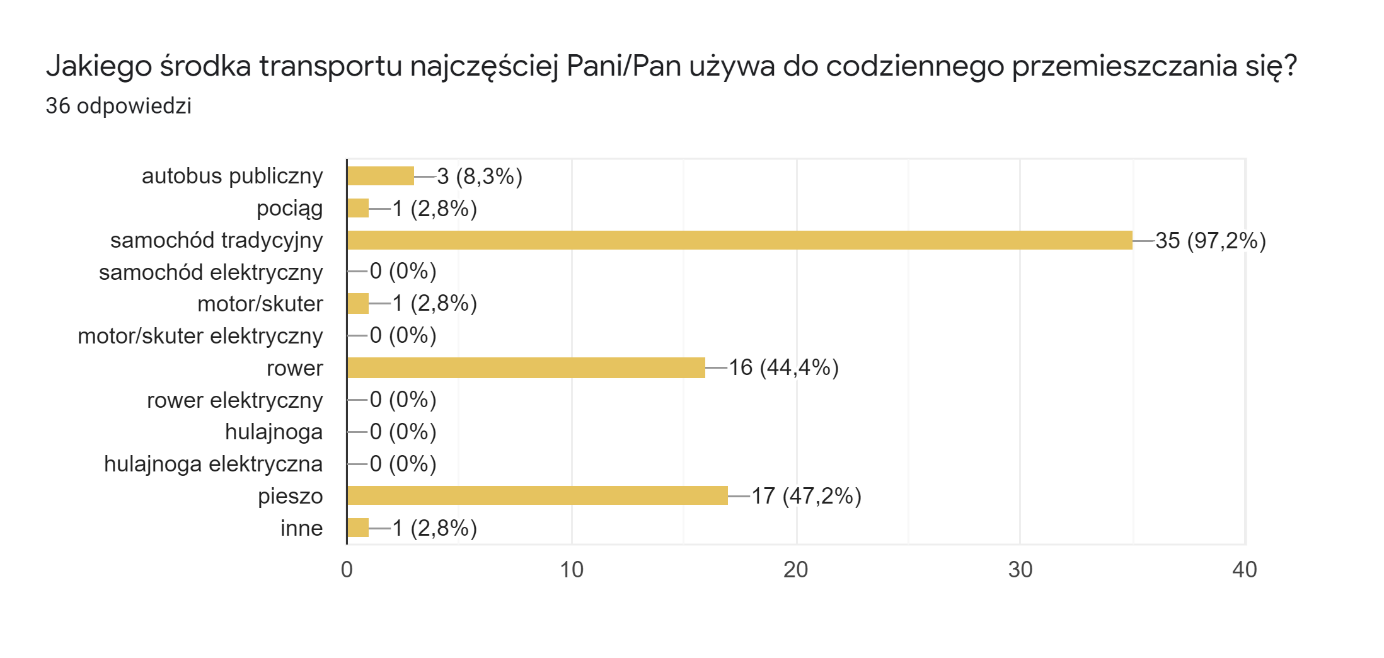 Jakiego środka transportu najczęściej Pani/Pan używa do codziennego przemieszczania się?
36 odpowiedzi
autobus publiczny 3 (8,3%)
pociąg 1 (2,8%)
samochód tradycyjny 35 (97,2%)
samochód elektryczny 0 (0%)
motor/skuter 1 (2,8%)
motor/skuter elektryczny 0 (0%)
rower 16 (44,4%)
rower elektryczny 0 (0%)
hulajnoga 0 (0%)
hulajnoga elektryczna 0 (0%)
pieszo 17 (47,2%)
inne 1 (2,8%)
0 10 20 30 40